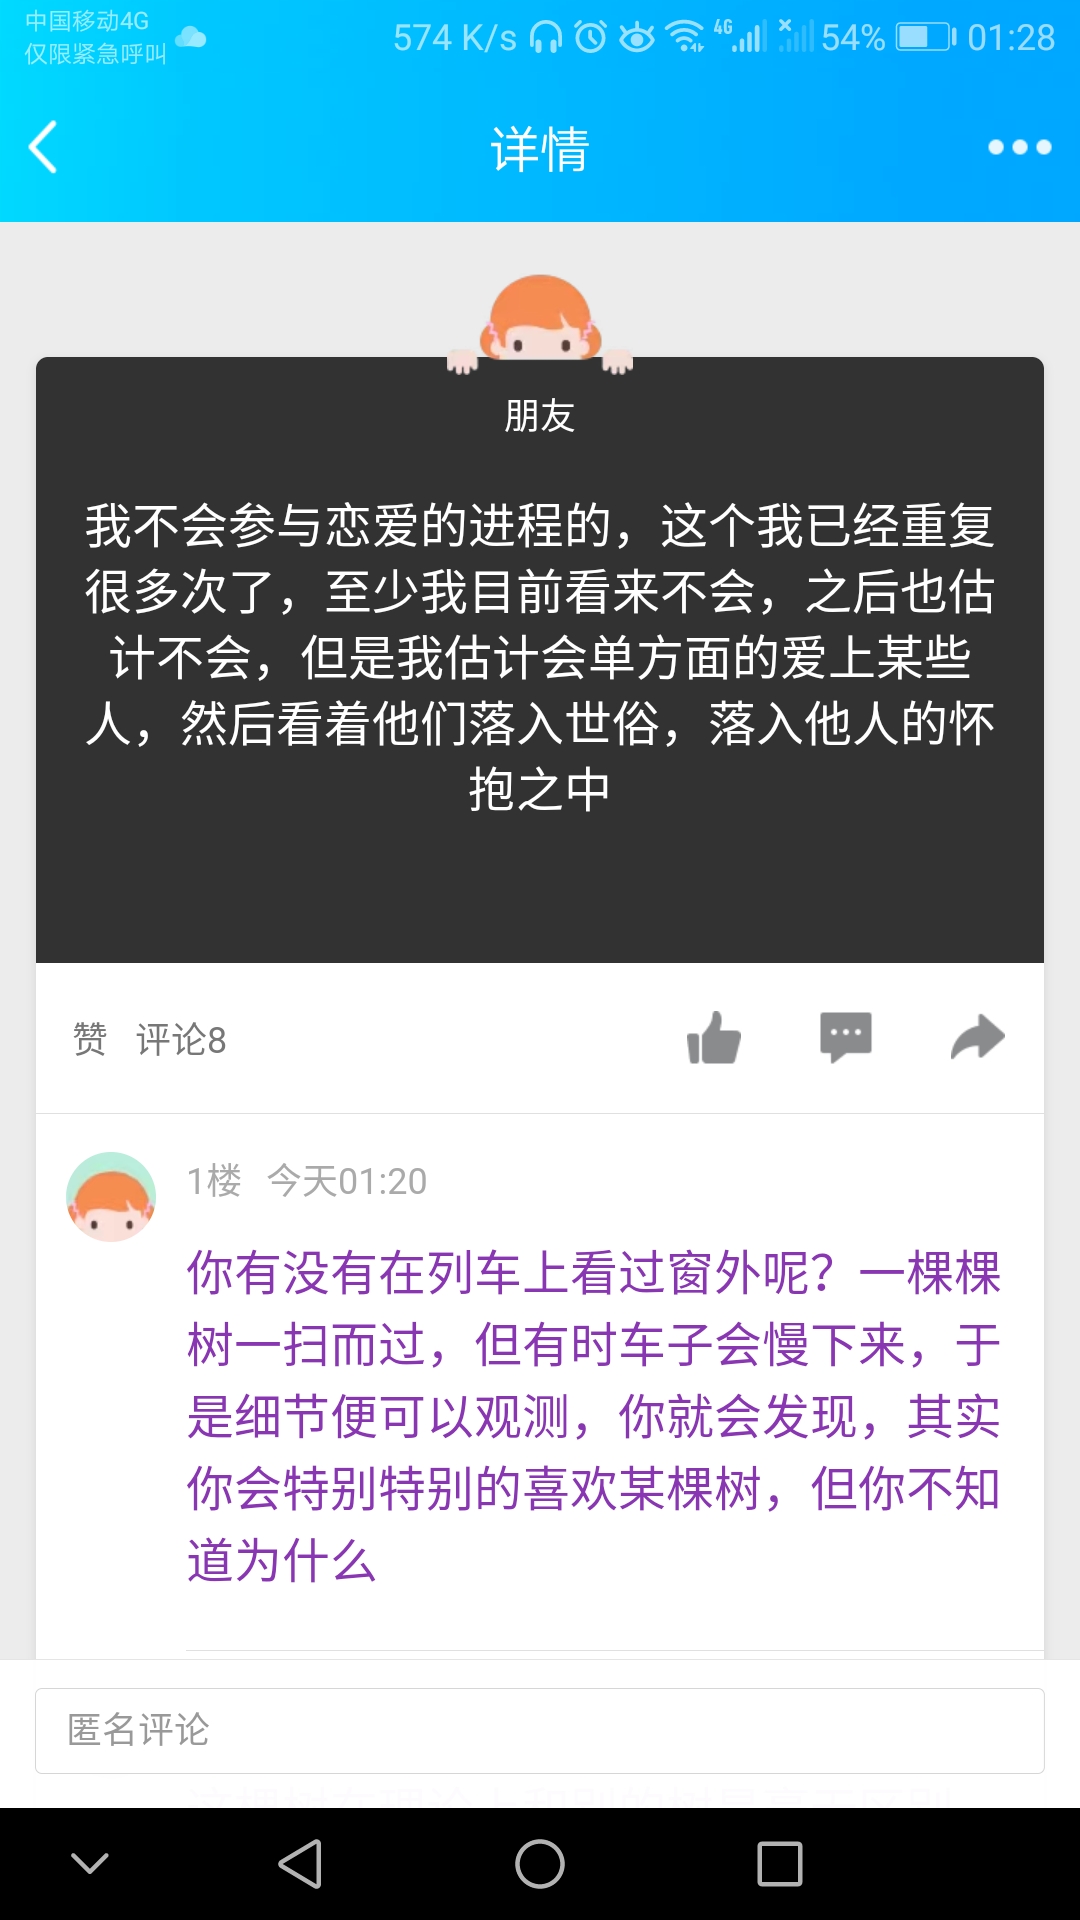 中国移动4G
仅限紧急呼叫
574 K/s
4G
54%
01:28
详情
朋友
我不会参与恋爱的进程的，这个我已经重复
很多次了，至少我目前看来不会，之后也估
计不会，但是我估计会单方面的爱上某些
人，然后看着他们落入世俗，落入他人的怀
抱之中
赞 评论8
1楼 今天01:20
你有没有在列车上看过窗外呢？一棵棵
树一扫而过，但有时车子会慢下来，于
是细节便可以观测，你就会发现，其实
你会特别特别的喜欢某棵树，但你不知
道为什么
匿名评论